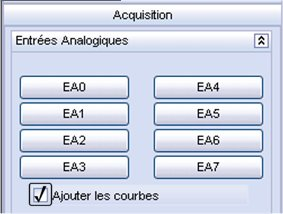 Acquisition
Entrées Analogiques
EA0 EA4
EA1 EA5
EA2 EA6
EA3 EA7
Ajouter les courbes